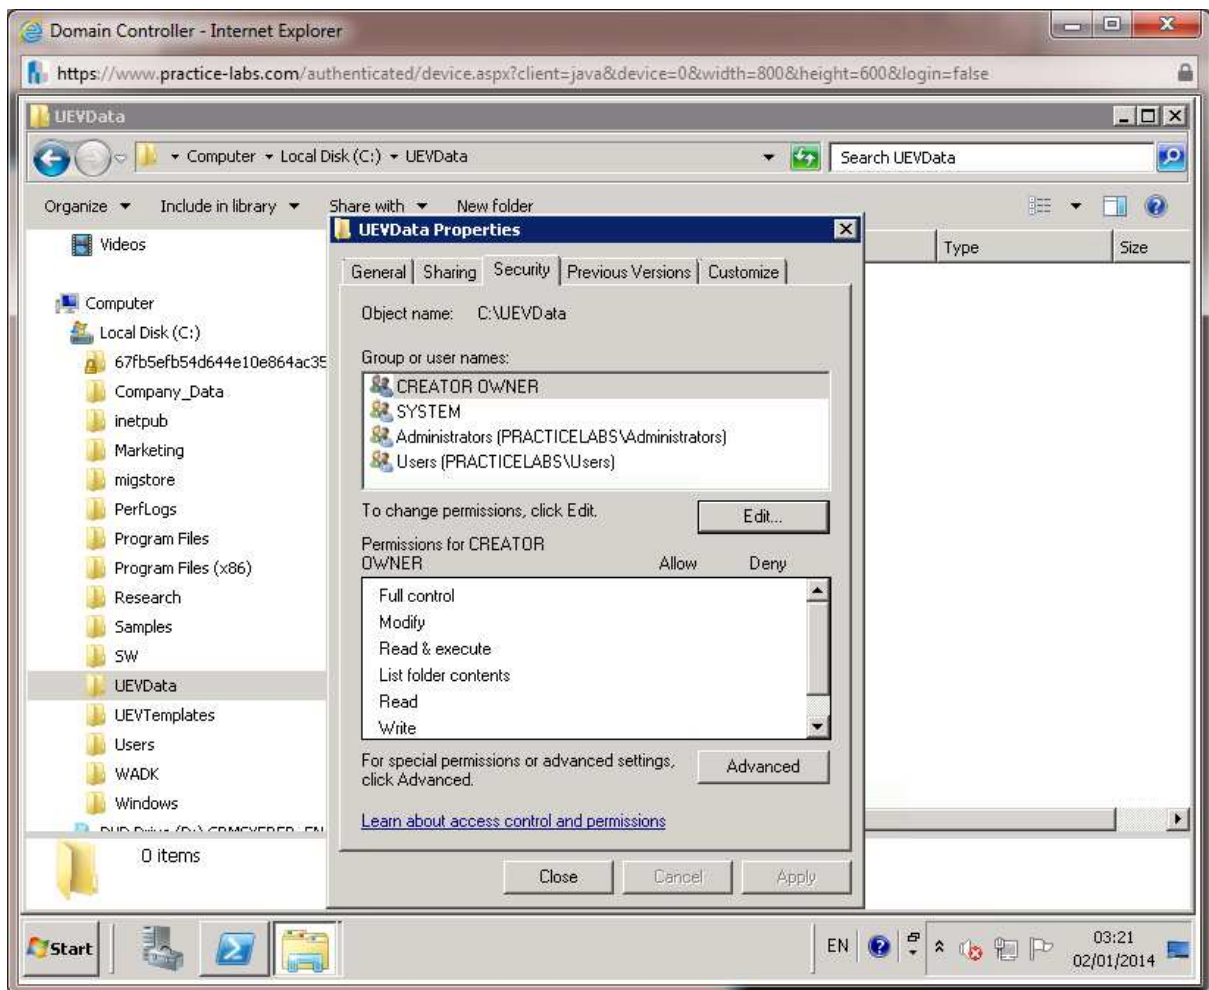 Domain Controller - Internet Explorer
https://www.practice-labs.com/authenticated/device.aspx?client=java&device=0&width=800&height=600&login=false
UEVData
Computer Local Disk (C:) UEVData
Search UEVData
Organize Include in library Share with New folder
Videos
Computer
Local Disk (C:)
67fb5efb54d644e10e864ac35
Company_Data
inetpub
Marketing
migstore
PerfLogs
Program Files
Program Files (x86)
Research
Samples
SW
UEVData
UEVTemplates
Users
WADK
Windows
0 items
Type Size
UEVData Properties
General Sharing Security Previous Versions Customize
Object name: C:\UEVData
Group or user names:
CREATOR OWNER
SYSTEM
Administrators (PRACTICELABS\Administrators)
Users (PRACTICELABS\Users)
To change permissions, click Edit.
Edit...
Permissions for CREATOR
OWNER Allow Deny
Full control
Modify
Read & execute
List folder contents
Read
Write
For special permissions or advanced settings,
click Advanced.
Advanced
Learn about access control and permissions
Close Cancel Apply
Start
EN
03:21
02/01/2014